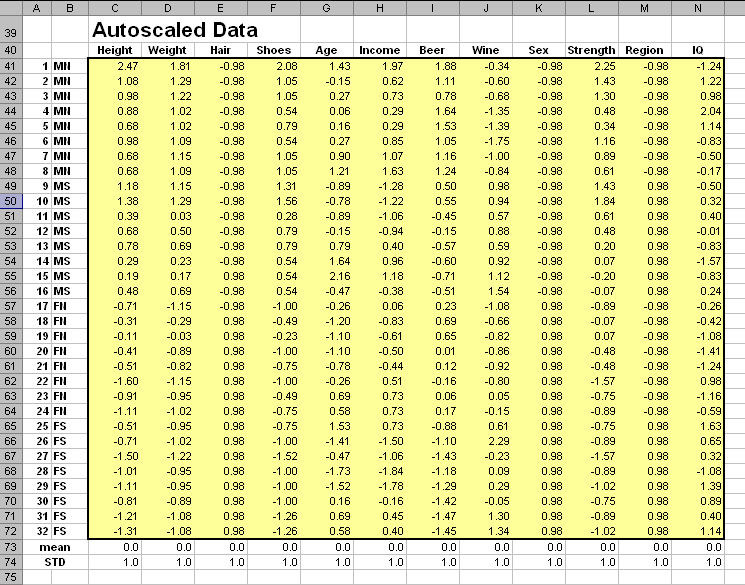 A B C D E F G H I J K L M N
39 Autoscaled Data
40 Height Weight Hair Shoes Age Income Beer Wine Sex Strength Region IQ
41 1 MN 2.47 1.81 -0.98 2.08 1.43 1.97 1.88 -0.34 -0.98 2.25 -0.98 -1.24
42 2 MN 1.08 1.29 -0.98 1.05 -0.15 0.62 1.11 -0.60 -0.98 1.43 -0.98 1.22
43 3 MN 0.98 1.22 -0.98 1.05 0.27 0.73 0.78 -0.68 -0.98 1.30 -0.98 0.98
44 4 MN 0.88 1.02 -0.98 0.54 0.06 0.29 1.64 -1.35 -0.98 0.48 -0.98 2.04
45 5 MN 0.68 1.02 -0.98 0.79 0.16 0.29 1.53 -1.39 -0.98 0.34 -0.98 1.14
46 6 MN 0.98 1.09 -0.98 0.54 0.27 0.85 1.05 -1.75 -0.98 1.16 -0.98 -0.83
47 7 MN 0.68 1.15 -0.98 1.05 0.90 1.07 1.16 -1.00 -0.98 0.89 -0.98 -0.50
48 8 MN 0.68 1.09 -0.98 1.05 1.21 1.63 1.24 -0.84 -0.98 0.61 -0.98 -0.17
49 9 MS 1.18 1.15 -0.98 1.31 -0.89 -1.28 0.50 0.98 -0.98 1.43 0.98 -0.50
50 10 MS 1.38 1.29 -0.98 1.56 -0.78 -1.22 0.55 0.94 -0.98 1.84 0.98 0.32
51 11 MS 0.39 0.03 -0.98 0.28 -0.89 -1.06 -0.45 0.57 -0.98 0.61 0.98 0.40
52 12 MS 0.68 0.50 -0.98 0.79 -0.15 -0.94 -0.15 0.88 -0.98 0.48 0.98 -0.01
53 13 MS 0.78 0.69 -0.98 0.79 0.79 0.40 -0.57 0.59 -0.98 0.20 0.98 -0.83
54 14 MS 0.29 0.23 -0.98 0.54 1.64 0.96 -0.60 0.92 -0.98 0.07 0.98 -1.57
55 15 MS 0.19 0.17 0.98 0.54 2.16 1.18 -0.71 1.12 -0.98 -0.20 0.98 -0.83
56 16 MS 0.48 0.69 -0.98 0.54 -0.47 -0.38 -0.51 1.54 -0.98 -0.07 0.98 0.24
57 17 FN -0.71 -1.15 0.98 -1.00 -0.26 0.06 0.23 -1.08 0.98 -0.89 -0.98 -0.26
58 18 FN -0.31 -0.29 0.98 -0.49 -1.20 -0.83 0.69 -0.66 0.98 0.07 -0.98 -0.42
59 19 FN -0.11 -0.03 0.98 -0.23 -1.10 -0.61 0.65 -0.82 0.98 0.07 -0.98 -1.08
60 20 FN -0.41 -0.89 0.98 -1.00 -1.10 -0.50 0.01 -0.86 0.98 -0.48 -0.98 -1.41
61 21 FN -0.51 -0.82 0.98 -0.75 -0.78 -0.44 0.12 -0.92 0.98 -0.48 -0.98 -1.24
62 22 FN -1.60 -1.15 0.98 -1.00 -0.26 0.51 -0.16 -0.80 0.98 -1.57 -0.98 0.98
63 23 FN -0.91 -0.95 0.98 -0.49 0.69 0.73 0.06 0.05 0.98 -0.75 -0.98 -1.16
64 24 FN -1.11 -1.02 0.98 -0.75 0.58 0.73 0.17 -0.15 0.98 -0.89 -0.98 -0.59
65 25 FS -0.51 -0.95 0.98 -0.75 1.53 0.73 -0.88 0.61 0.98 -0.89 0.98 1.63
66 26 FS -0.71 -1.02 0.98 -1.00 -1.41 -1.50 -1.10 2.29 0.98 -0.89 0.98 0.65
67 27 FS -1.50 -1.22 0.98 -1.52 -0.47 -1.06 -1.43 -0.23 0.98 -1.57 0.98 0.32
68 28 FS -1.01 -0.95 0.98 -1.00 -1.73 -1.84 -1.18 0.09 0.98 -0.89 0.98 -1.08
69 29 FS -1.11 -0.95 0.98 -1.00 -1.52 -1.78 -1.29 0.29 0.98 -1.02 0.98 1.39
70 30 FS -0.81 -0.89 0.98 -1.00 0.16 -0.16 -1.42 -0.05 0.98 -0.75 0.98 0.89
71 31 FS -1.21 -1.08 0.98 -1.26 0.69 0.45 -1.47 1.30 0.98 -0.89 0.98 0.40
72 32 FS -1.31 -1.08 0.98 -1.26 0.58 0.40 -1.45 1.34 0.98 -1.02 0.98 1.14
73 mean 0.0 0.0 0.0 0.0 0.0 0.0 0.0 0.0 0.0 0.0 0.0 0.0
74 STD 1.0 1.0 1.0 1.0 1.0 1.0 1.0 1.0 1.0 1.0 1.0 1.0
75